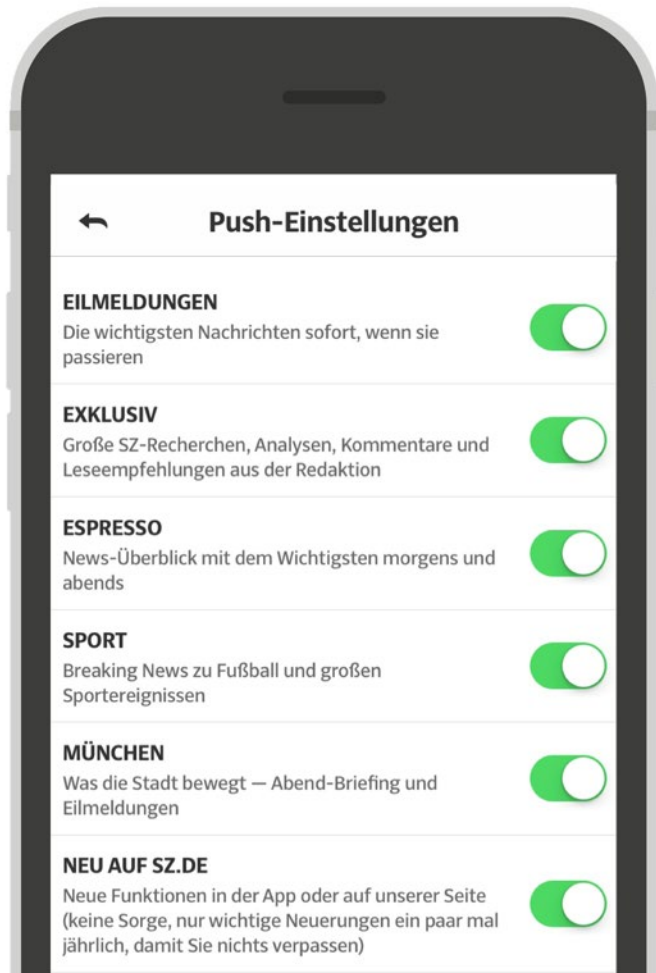 Push-Einstellungen
EILMELDUNGEN
Die wichtigsten Nachrichten sofort, wenn sie
passieren
EXKLUSIV
Große SZ-Recherchen, Analysen, Kommentare und
Leseempfehlungen aus der Redaktion
ESPRESSO
News-Überblick mit dem Wichtigsten morgens und
abends
SPORT
Breaking News zu Fußball und großen
Sportereignissen
MÜNCHEN
Was die Stadt bewegt — Abend-Briefing und
Eilmeldungen
NEU AUF SZ.DE
Neue Funktionen in der App oder auf unserer Seite
(keine Sorge, nur wichtige Neuerungen ein paar mal
jährlich, damit Sie nichts verpassen)